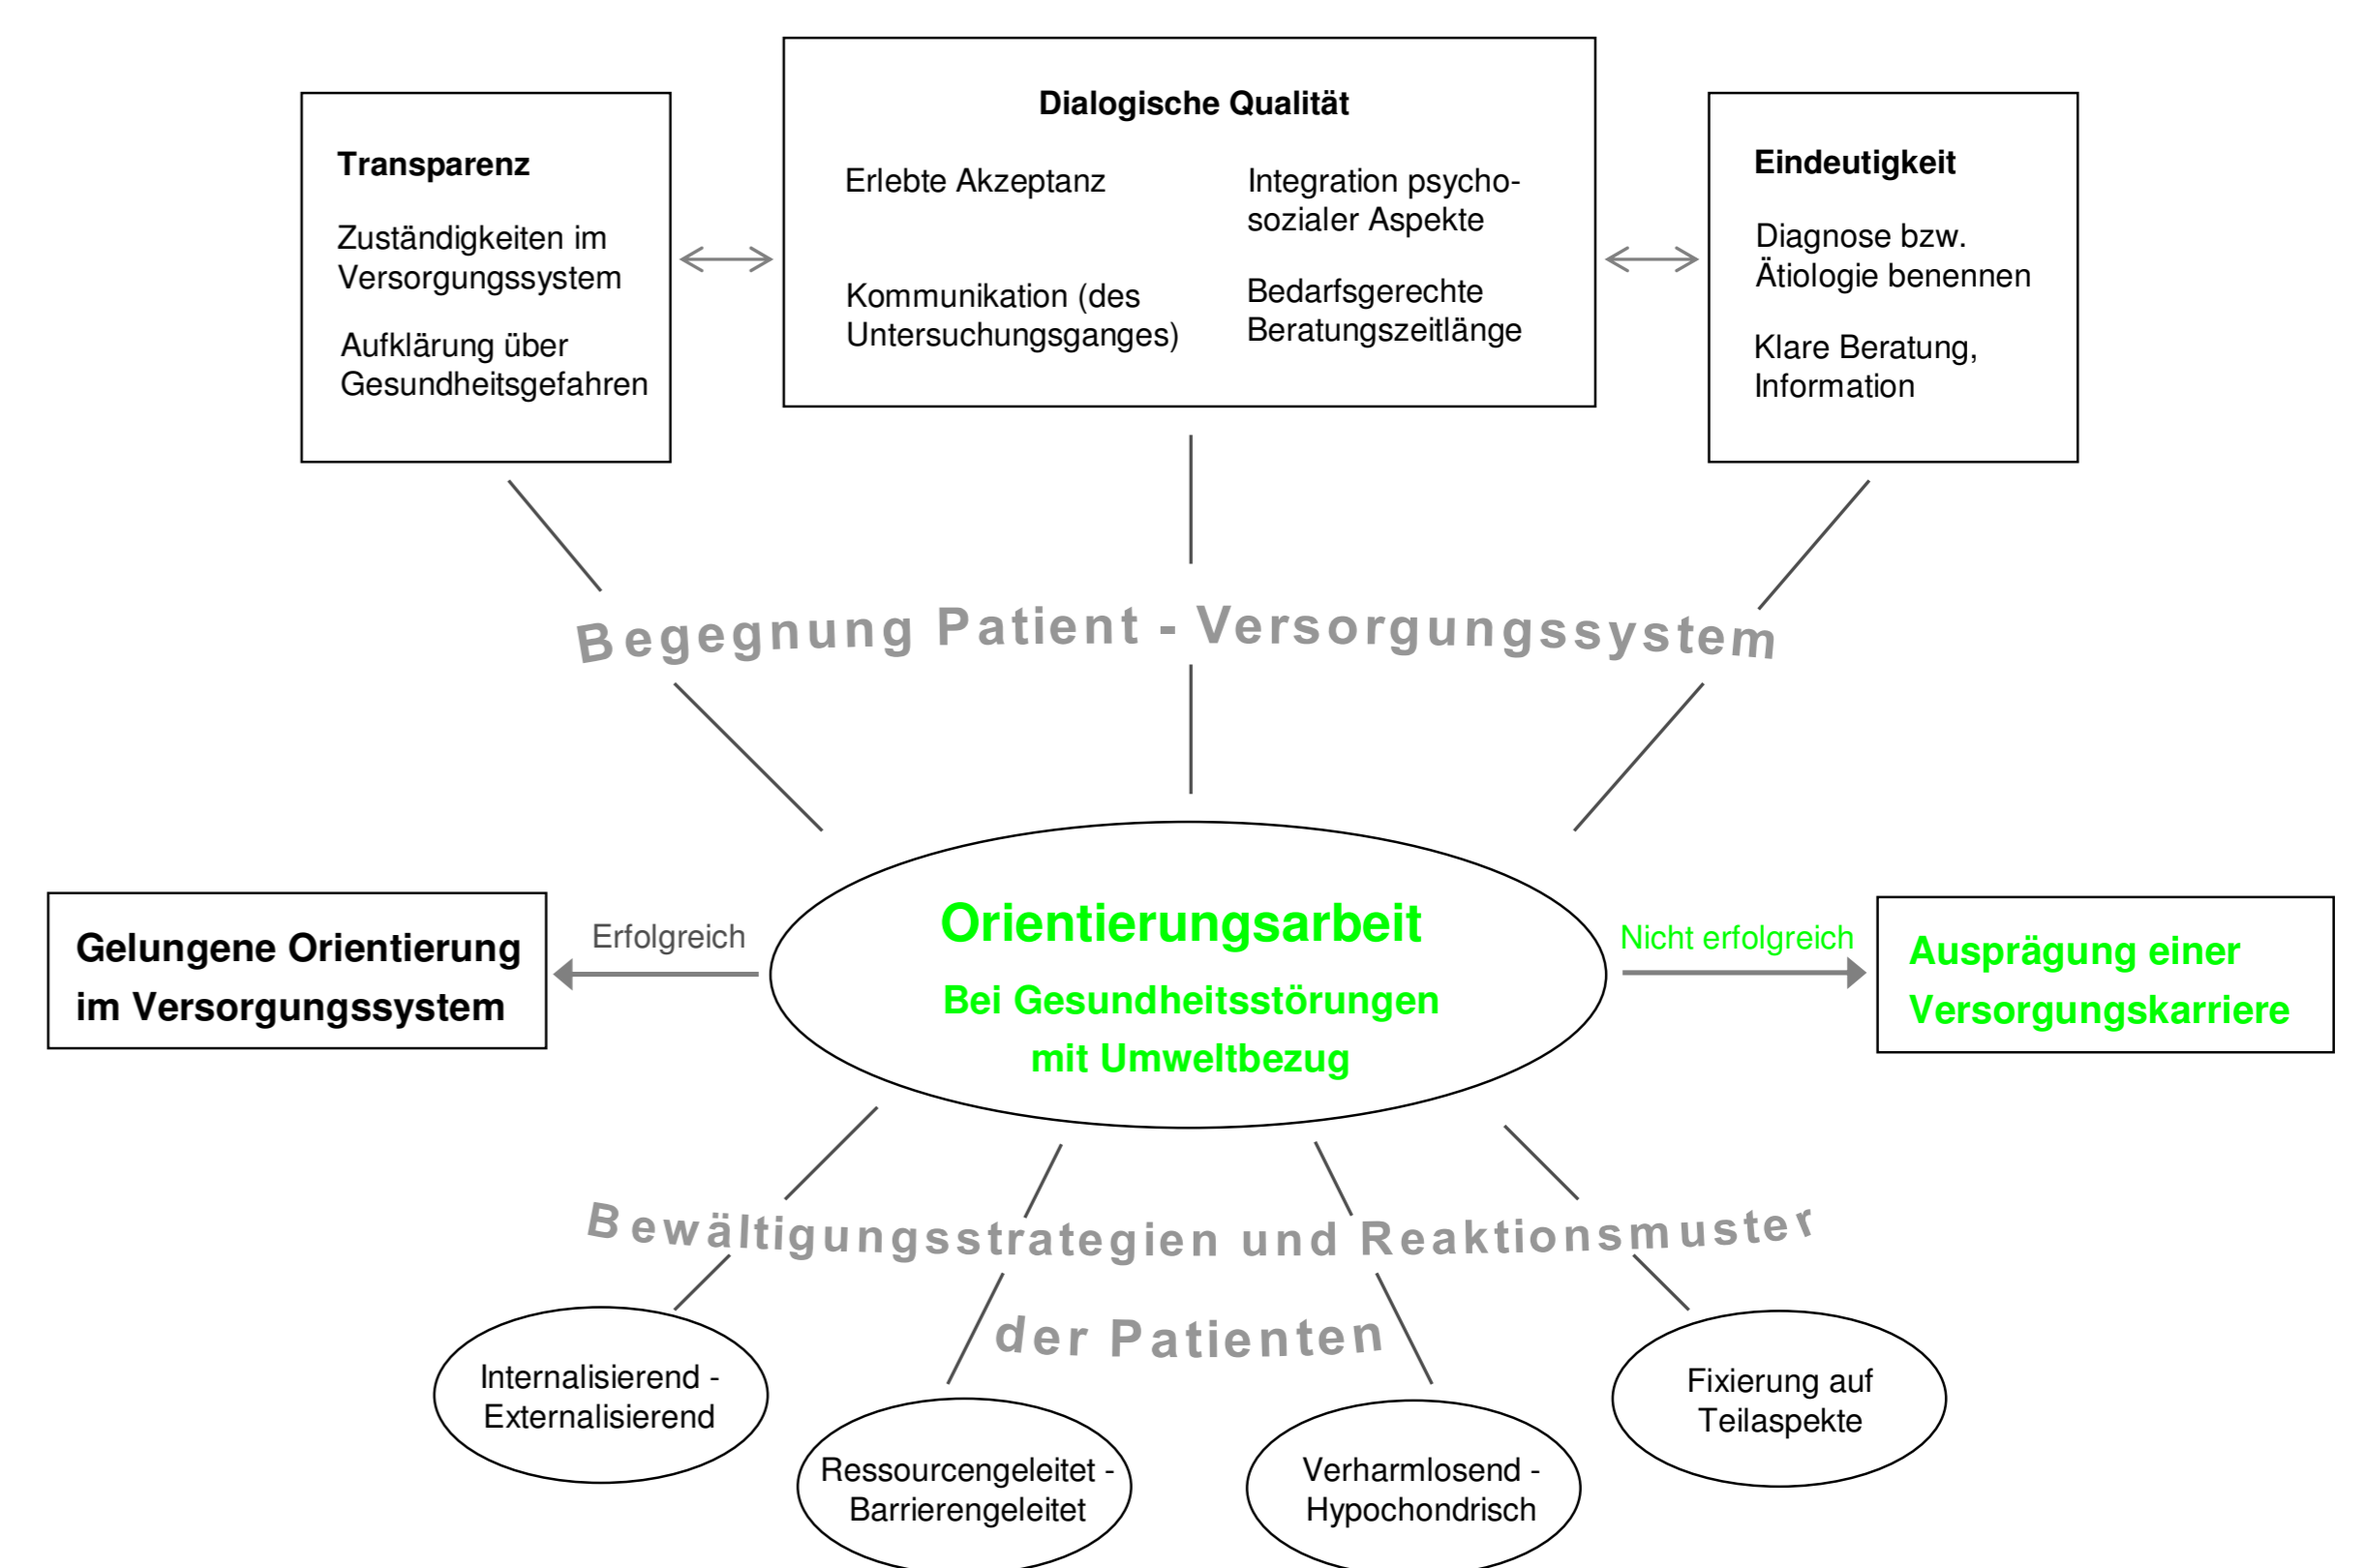 Dialogische Qualität
Transparenz
Zuständigkeiten im
Versorgungssystem
Aufklärung über
Gesundheitsgefahren
Erlebte Akzeptanz
Kommunikation (des
Untersuchungsganges)
Integration psycho-
sozialer Aspekte
Bedarfsgerechte
Beratungszeitlänge
Eindeutigkeit
Diagnose bzw.
Ätiologie benennen
Klare Beratung,
Information
Begegnung Patient - Versorgungssystem
Gelungene Orientierung
im Versorgungssystem
Erfolgreich
Orientierungsarbeit
Bei Gesundheitsstörungen
mit Umweltbezug
Nicht erfolgreich
Ausprägung einer
Versorgungskarriere
Bewältigungsstrategien und Reaktionsmuster
der Patienten
Internalisierend -
Externalisierend
Ressourcengeleitet -
Barrierengeleitet
Verharmlosend -
Hypochondrisch
Fixierung auf
Teilaspekte